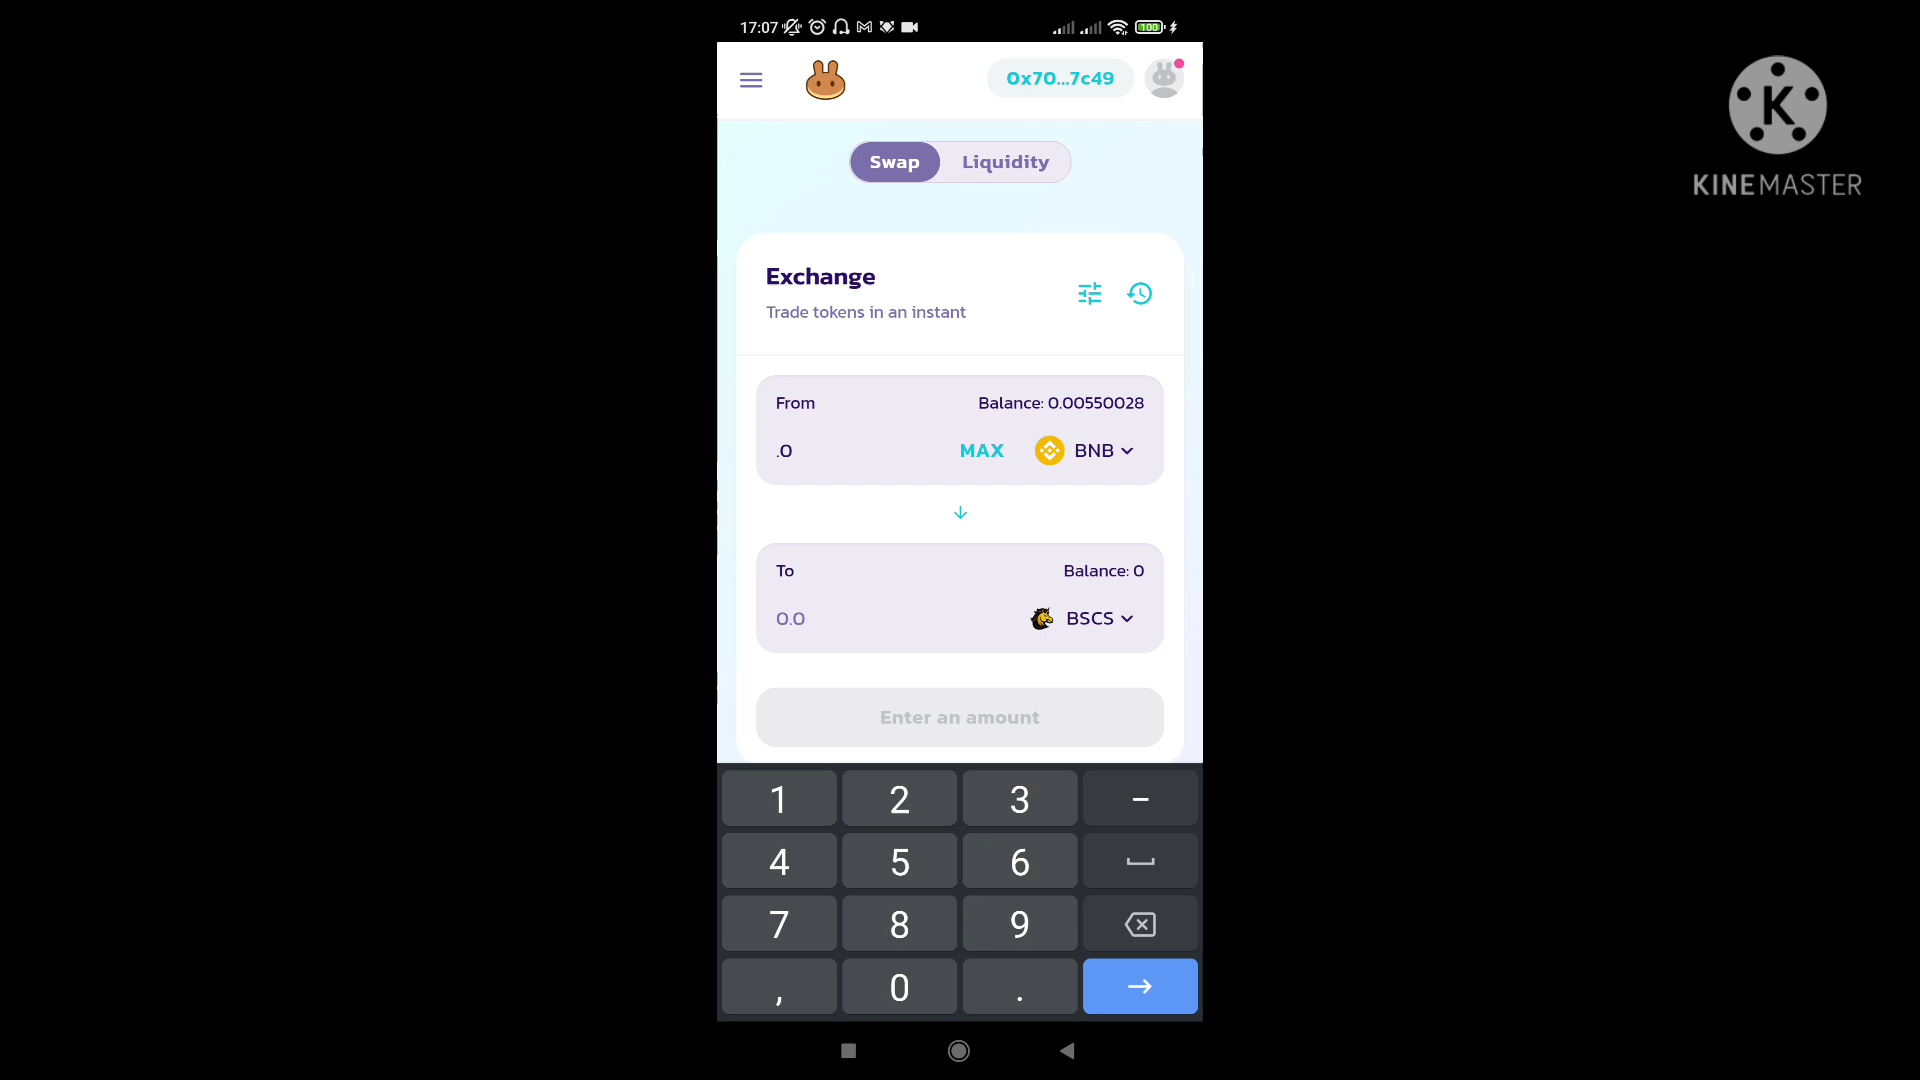 17:07
100
0x70...7c49
Swap Liquidity
Exchange
Trade tokens in an instant
From Balance: 0.00550028
.0 MAX BNB
To Balance: 0
0.0 BSCS
Enter an amount
1 2 3 -
4 5 6
7 8 9
, 0 .
K
KINEMASTER